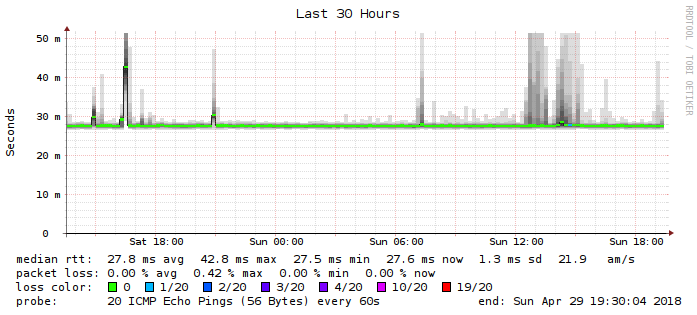 Last 30 Hours
RRDTOOL / TOBI OETIKER
Seconds
50 m
40 m
30 m
20 m
10 m
0
Sat 18:00 Sun 00:00 Sun 06:00 Sun 12:00 Sun 18:00
median rtt: 27.8 ms avg 42.8 ms max 27.5 ms min 27.6 ms now 1.3 ms sd 21.9 am/s
packet loss: 0.00 % avg 0.42 % max 0.00 % min 0.00 % now
loss color: 0 1/20 2/20 3/20 4/20 10/20 19/20
probe: 20 ICMP Echo Pings (56 Bytes) every 60s end: Sun Apr 29 19:30:04 2018